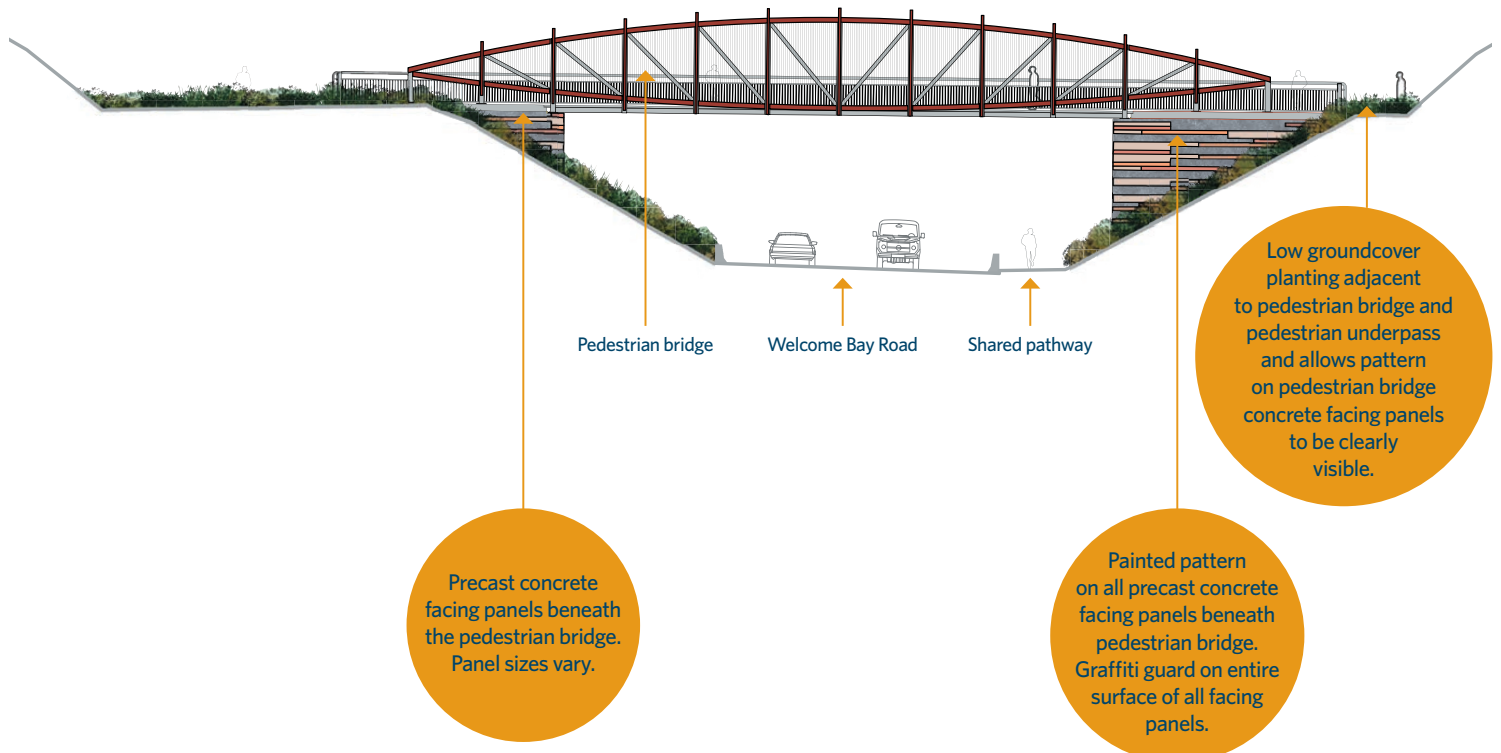 Pedestrian bridge
Welcome Bay Road
Shared pathway
Low groundcover
planting adjacent
to pedestrian bridge and
pedestrian underpass
and allows pattern
on pedestrian bridge
concrete facing panels
to be clearly
visible.
Precast concrete
facing panels beneath
the pedestrian bridge.
Panel sizes vary.
Painted pattern
on all precast concrete
facing panels beneath
pedestrian bridge.
Graffiti guard on entire
surface of all facing
panels.